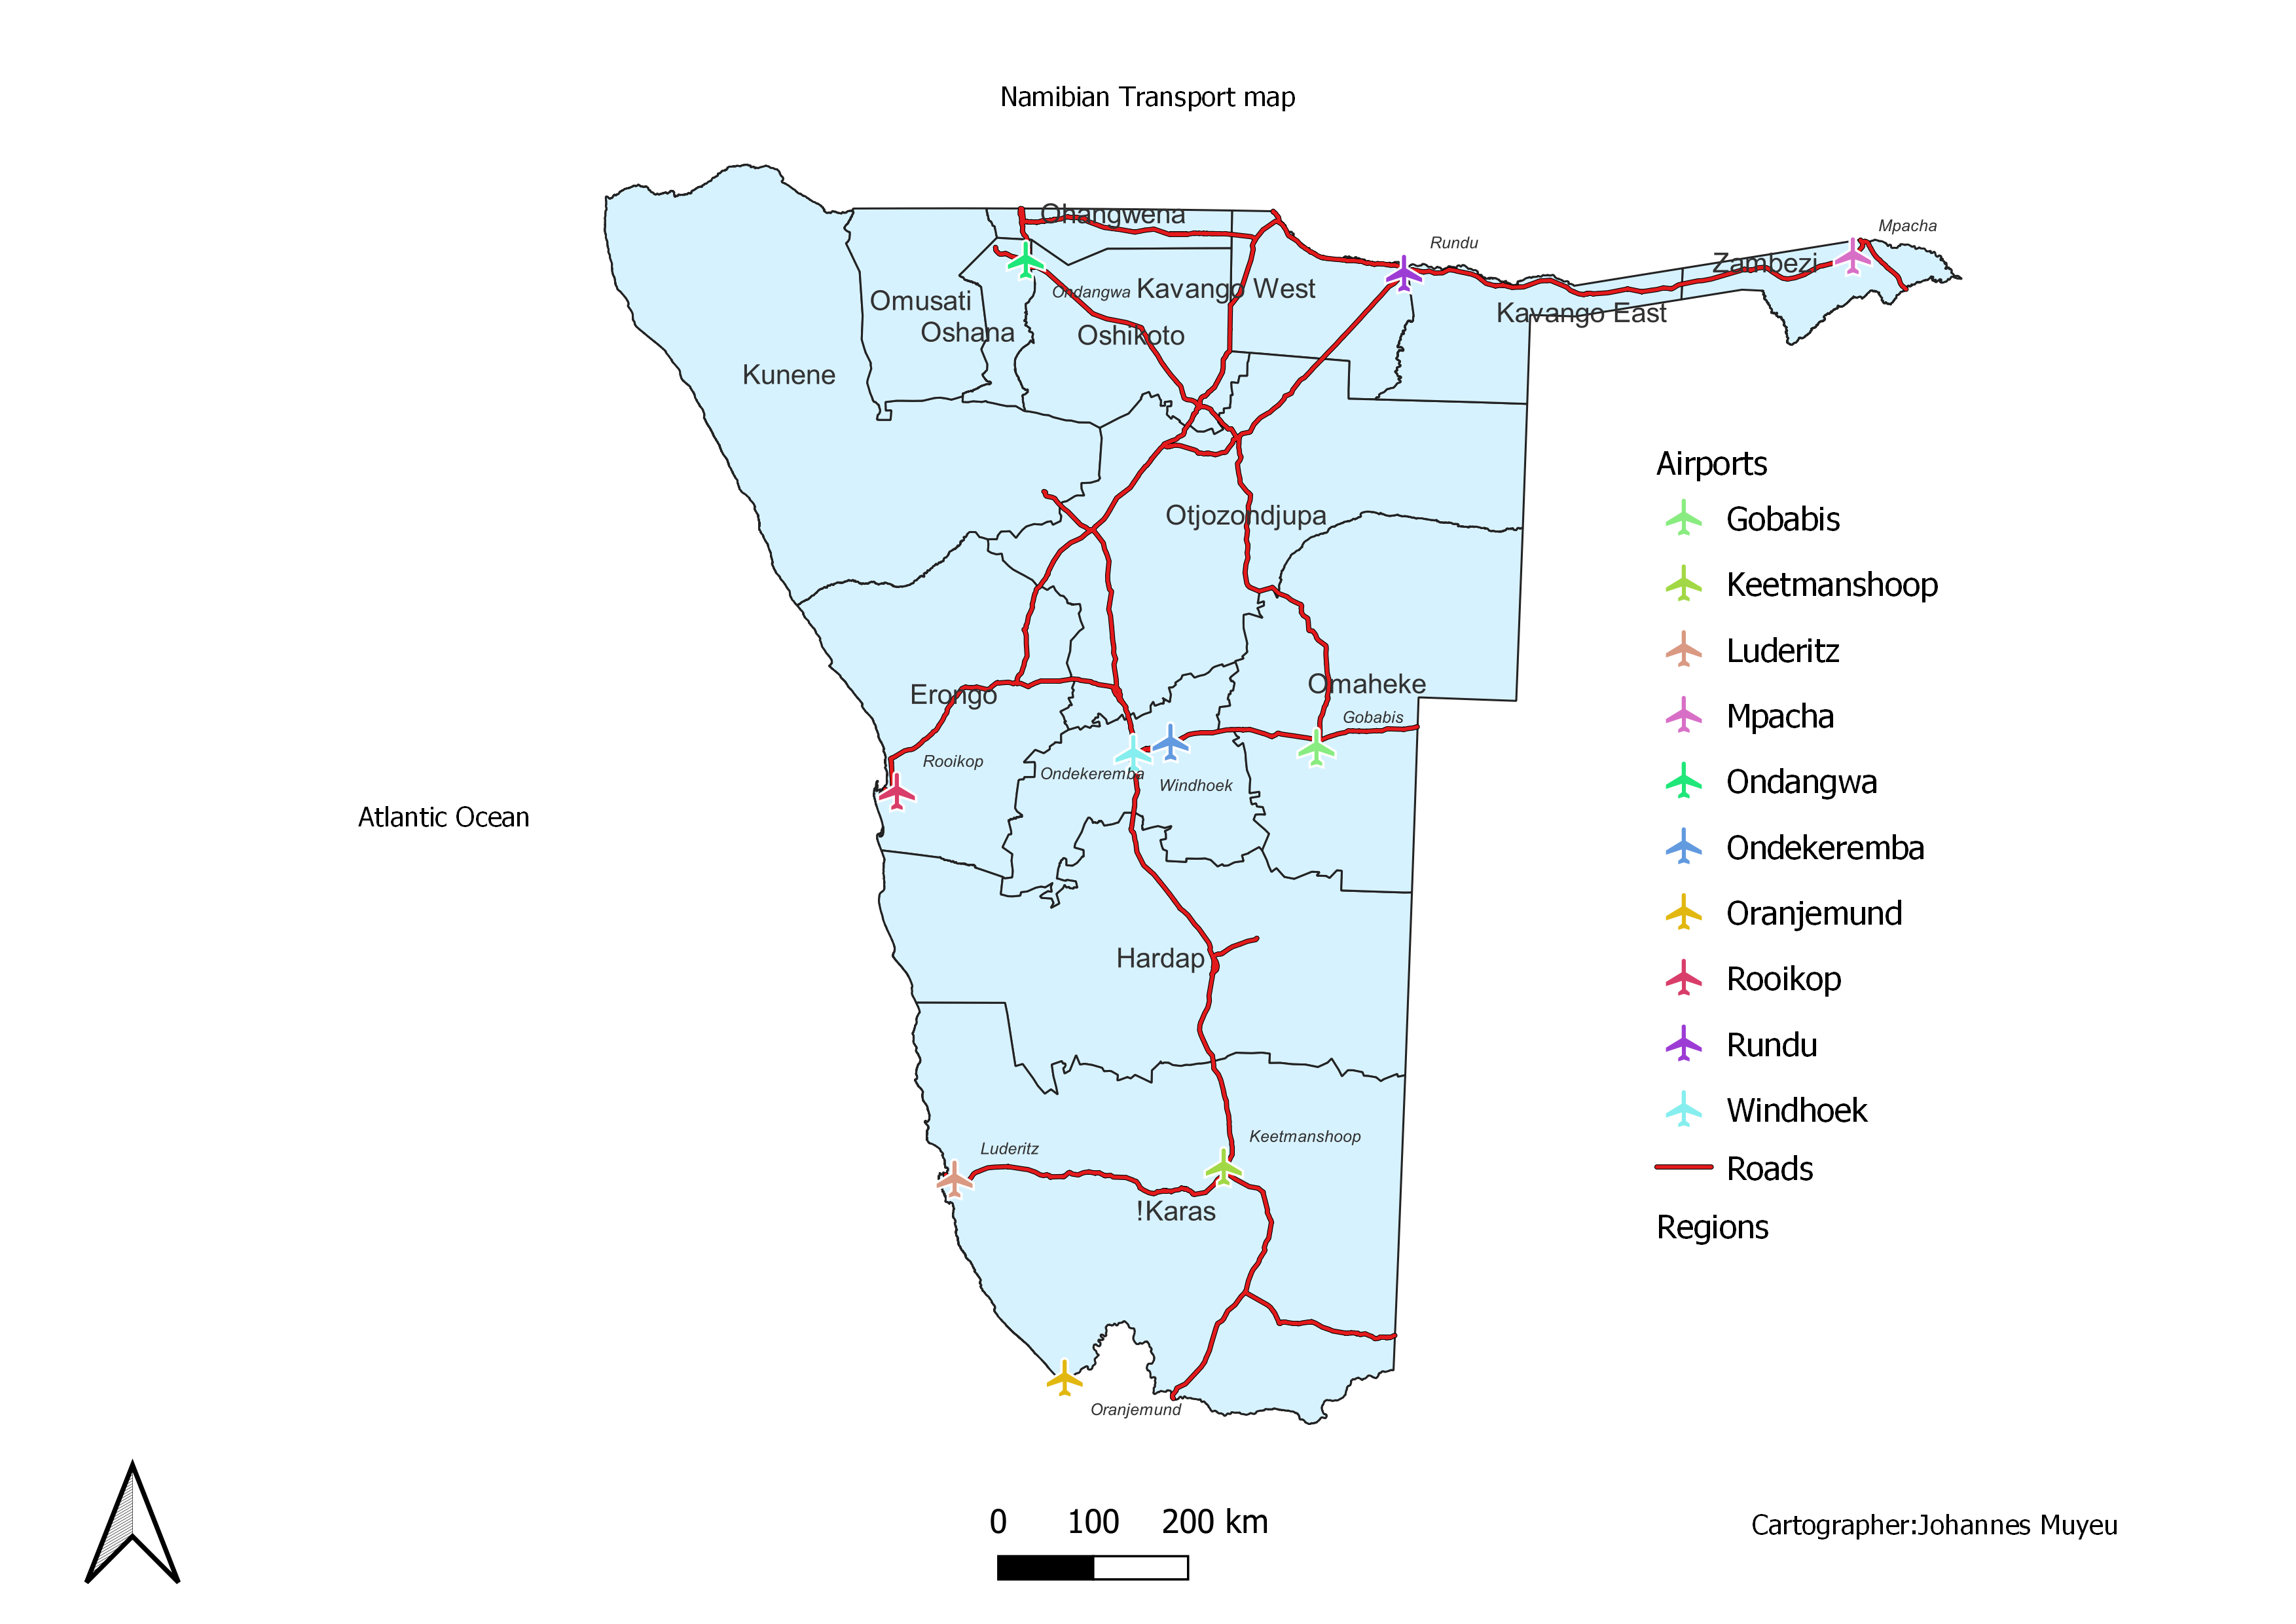 Namibian Transport map
Ohangwena
Mpacha
Rundu
Zambezi
Omusati
Ondangwa
Kavango West
Kavango East
Oshana
Oshikoto
Kunene
Otjozondjupa
Erongo
Omaheke
Gobabis
Rooikop
Ondekeremba
Windhoek
Atlantic Ocean
Hardap
Luderitz
Keetmanshoop
!Karas
Oranjemund
Airports
Gobabis
Keetmanshoop
Luderitz
Mpacha
Ondangwa
Ondekeremba
Oranjemund
Rooikop
Rundu
Windhoek
Roads
Regions
0 100 200 km
Cartographer:Johannes Muyeu